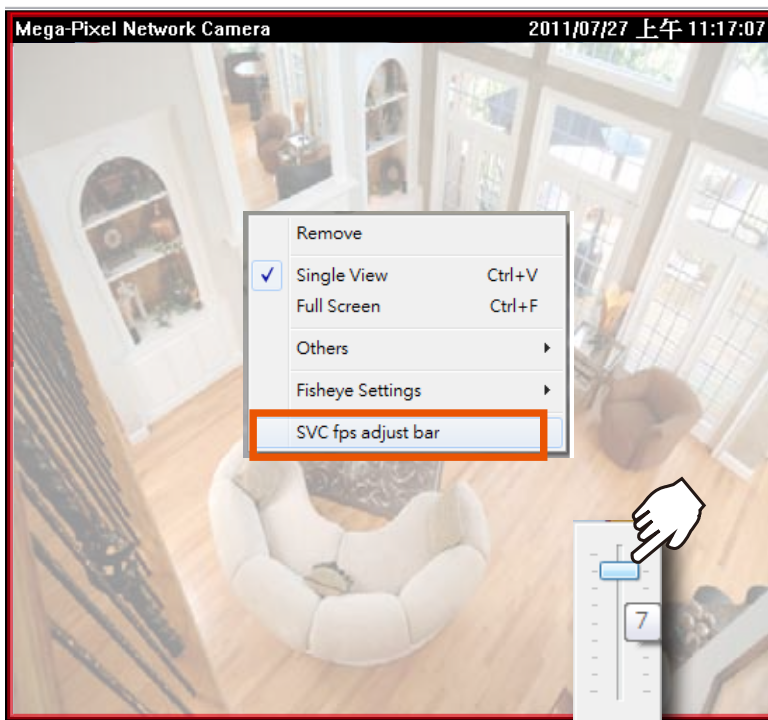 Mega-Pixel Network Camera 2011/07/27 上午 11:17:07
Remove
Single View Ctrl+V
Full Screen Ctrl+F
Others
Fisheye Settings
SVC fps adjust bar
7